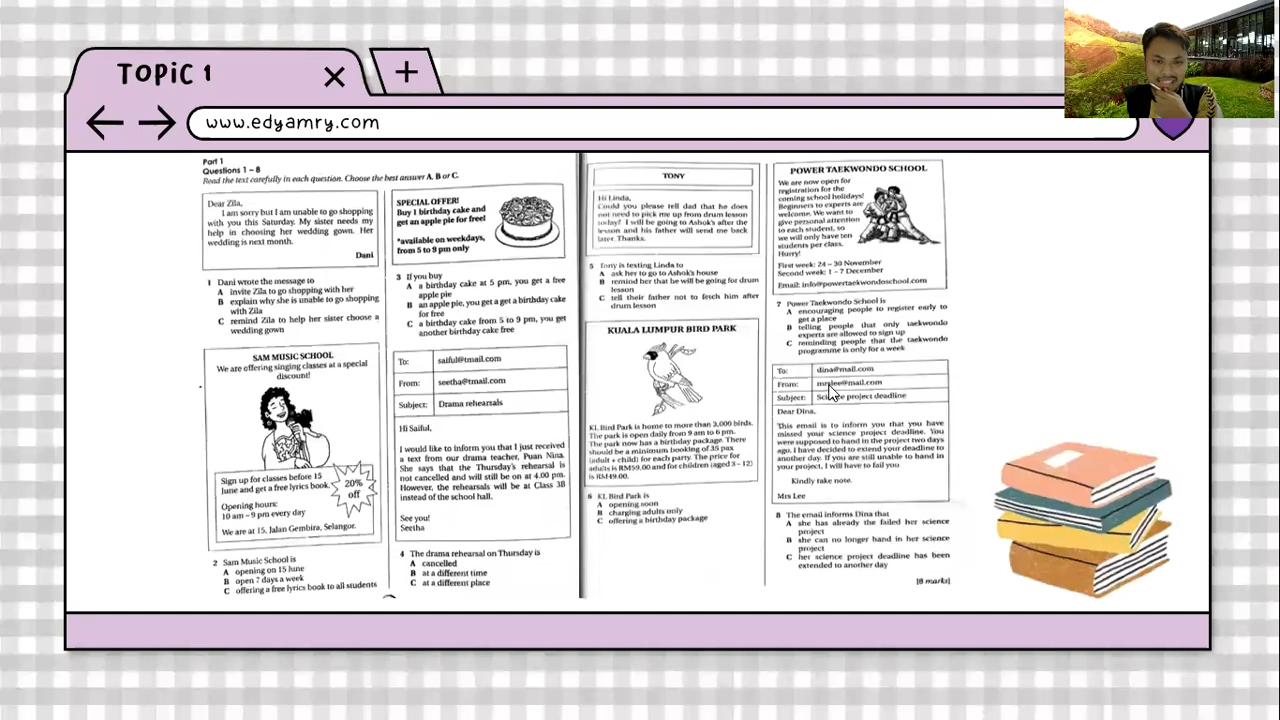 TOPIC 1
www.edyamry.com
Part 1
Questions 1 – 8
Read the text carefully in each question. Choose the best answer A, B or C.
Dear Zila,
I am sorry but I am unable to go shopping
with you this Saturday. My sister needs my
help in choosing her wedding gown. Her
wedding is next month.
Dani
1 Dani wrote the message to
A invite Zila to go shopping with her
B explain why she is unable to go shopping
with Zila
C remind Zila to help her sister choose a
wedding gown
SAM MUSIC SCHOOL
We are offering singing classes at a special
discount!
Sign up for classes before 15
June and get a free lyrics book.
Opening hours:
10 am – 9 pm every day
We are at 15, Jalan Gembira, Selangor.
20%
off
2 Sam Music School is
A opening on 15 June
B open 7 days a week
C offering a free lyrics book to all students
SPECIAL OFFER!
Buy 1 birthday cake and
get an apple pie for free!
*available on weekdays,
from 5 to 9 pm only
3 If you buy
A a birthday cake at 5 pm, you get a free
apple pie
B an apple pie, you get a get a birthday cake
for free
C a birthday cake from 5 to 9 pm, you get
another birthday cake free
To: saiful@tmail.com
From: seetha@tmail.com
Subject: Drama rehearsals
Hi Saiful,
I would like to inform you that I just received
a text from our drama teacher, Puan Nina.
She says that the Thursday's rehearsal is
not cancelled and will still be on at 4.00 pm.
However, the rehearsals will be at Class 3B
instead of the school hall.
See you!
Seetha
4 The drama rehearsal on Thursday is
A cancelled
B at a different time
C at a different place
TONY
Hi Linda,
Could you please tell dad that he does
not need to pick me up from drum lesson
today? I will be going to Ashok's after the
lesson and his father will send me back
later. Thanks.
5 Tony is texting Linda to
A ask her to go to Ashok's house
B remind her that he will be going for drum
lesson
C tell their father not to fetch him after
drum lesson
KUALA LUMPUR BIRD PARK
KL Bird Park is home to more than 3,000 birds.
The park is open daily from 9 am to 6 pm.
The park now has a birthday package. There
should be a minimum booking of 35 pax
(adult + child) for each party. The price for
adults is RM59.00 and for children (aged 3 – 12)
is RM49.00.
6 KL Bird Park is
A opening soon
B charging adults only
C offering a birthday package
POWER TAEKWONDO SCHOOL
We are now open for
registration for the
coming school holidays!
Beginners to experts are
welcome. We want to
give personal attention
to each student, so
we will only have ten
students per class.
Hurry!
First week: 24 – 30 November
Second week: 1 – 7 December
Email: info@powertaekwondoschool.com
7 Power Taekwondo School is
A encouraging people to register early to
get a place
B telling people that only taekwondo
experts are allowed to sign up
C reminding people that the taekwondo
programme is only for a week
To: dina@mail.com
From: mrslee@mail.com
Subject: Science project deadline
Dear Dina,
This email is to inform you that you have
missed your science project deadline. You
were supposed to hand in the project two days
ago. I have decided to extend your deadline to
another day. If you are still unable to hand in
your project, I will have to fail you
Kindly take note.
Mrs Lee
8 The email informs Dina that
A she has already the failed her science
project
B she can no longer hand in her science
project
C her science project deadline has been
extended to another day
[8 marks]